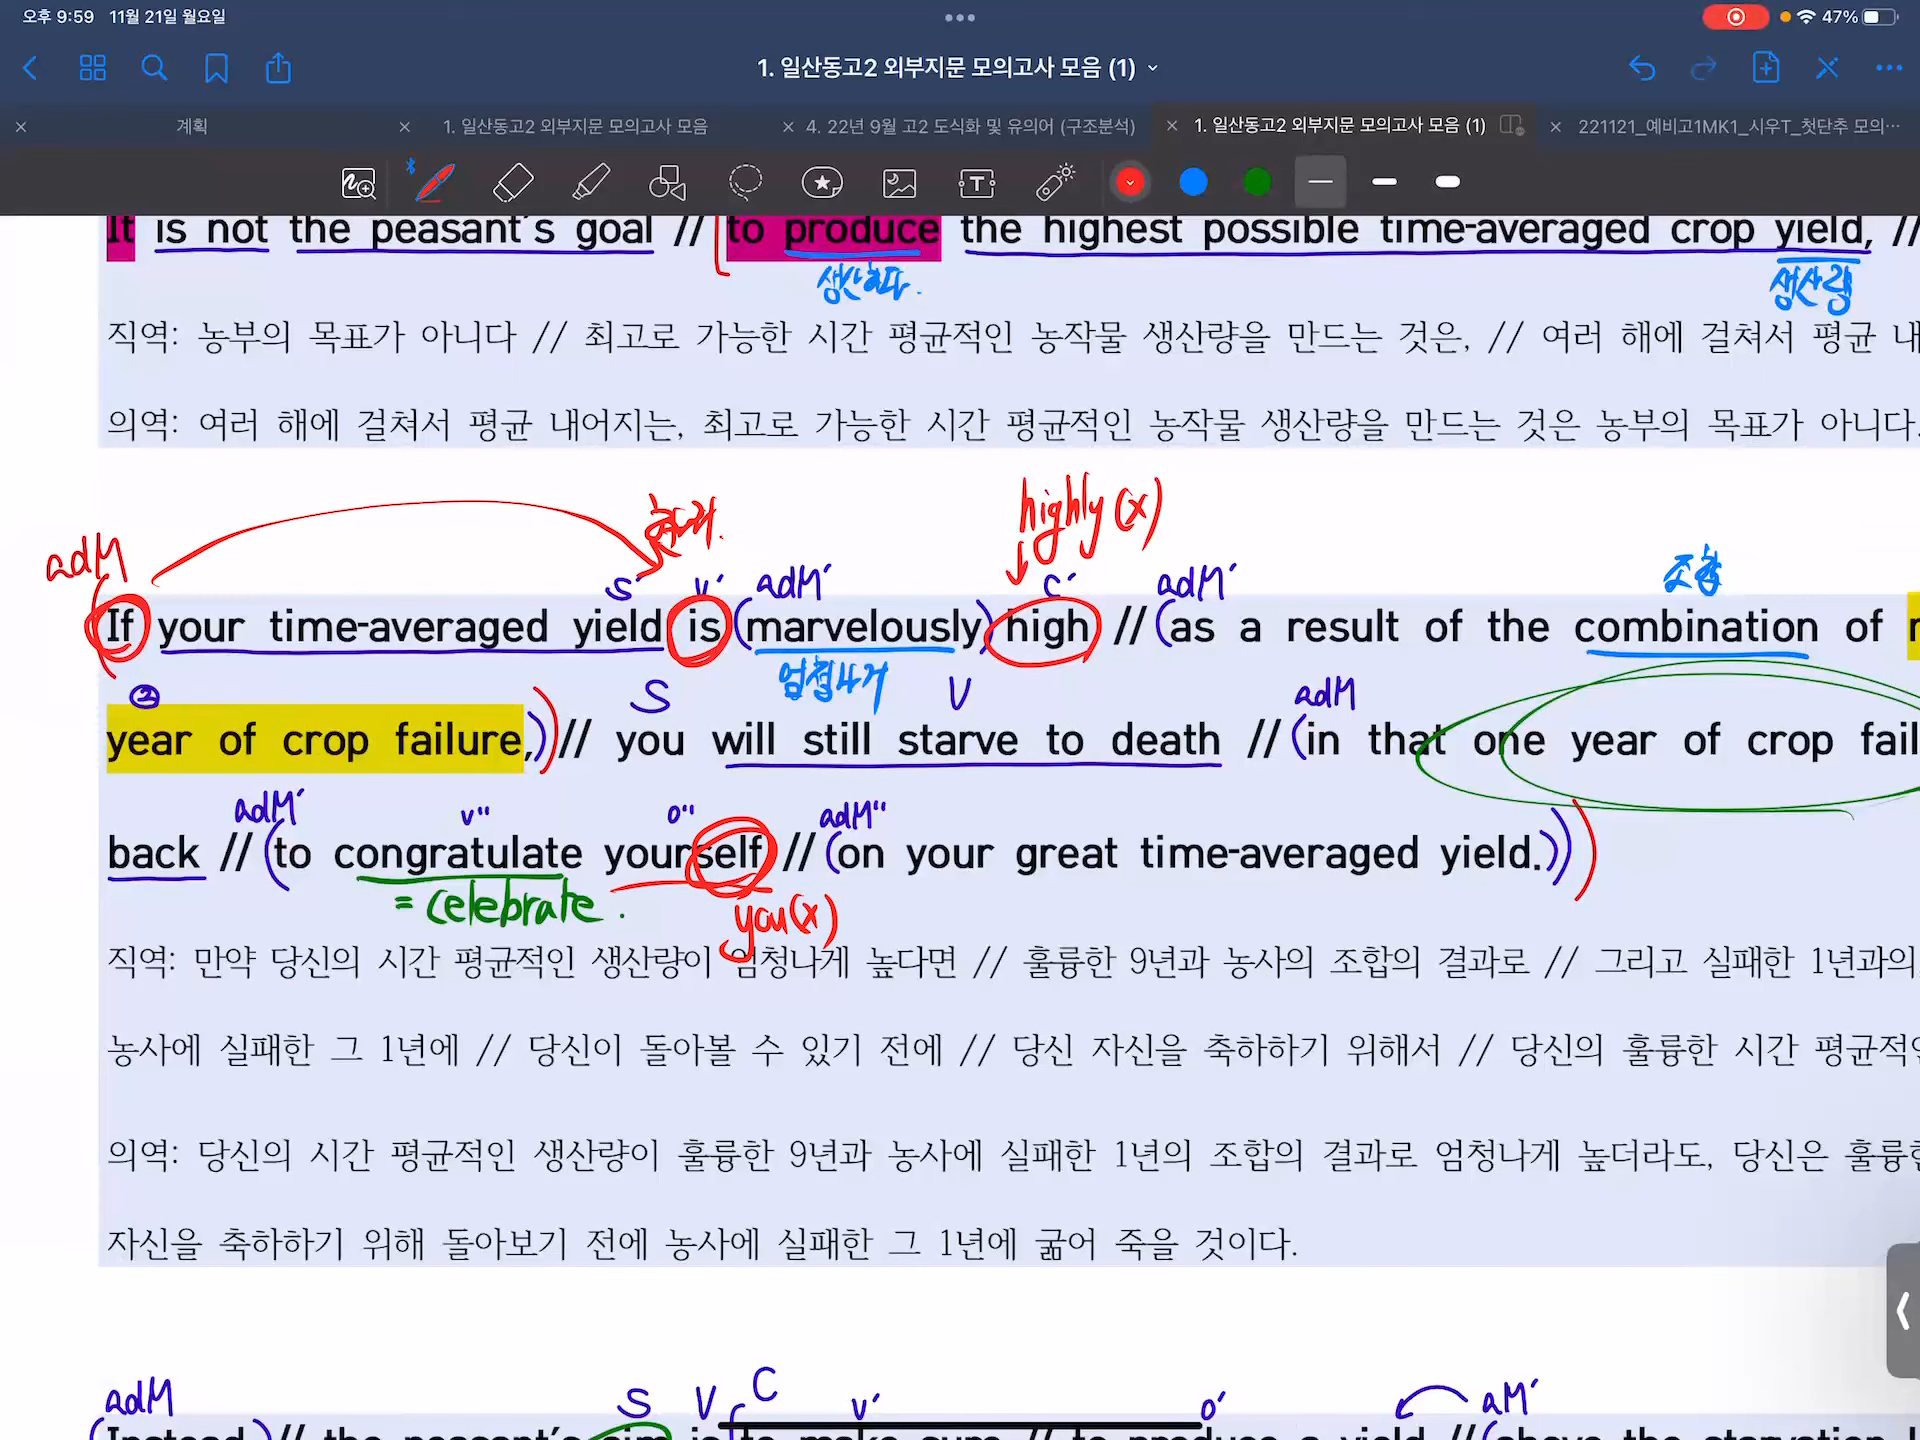 오후 9:59 11월 21일 월요일
47%
1. 일산동고2 외부지문 모의고사 모음 (1)
계획
1. 일산동고2 외부지문 모의고사 모음
4. 22년 9월 고2 도식화 및 유의어 (구조분석)
1. 일산동고2 외부지문 모의고사 모음 (1)
221121_예비고1MK1_시우T_첫단추 모의…
It is not the peasant's goal // [to produce the highest possible time-averaged crop yield, //
생산하다.
생산량
직역: 농부의 목표가 아니다 // 최고로 가능한 시간 평균적인 농작물 생산량을 만드는 것은, // 여러 해에 걸쳐서 평균 내
의역: 여러 해에 걸쳐서 평균 내어지는, 최고로 가능한 시간 평균적인 농작물 생산량을 만드는 것은 농부의 목표가 아니다.
highly (x)
adM
S' V' adM' C' adM' 조합
(If your time-averaged yield is (marvelously) high // (as a result of the combination of
엄청나게
② S V adM
year of crop failure,)) // you will still starve to death // (in that one year of crop fail
adM' v" o" adM"
back // (to congratulate yourself // (on your great time-averaged yield.)))
= celebrate.
you(x)
직역: 만약 당신의 시간 평균적인 생산량이 엄청나게 높다면 // 훌륭한 9년과 농사의 조합의 결과로 // 그리고 실패한 1년과의
농사에 실패한 그 1년에 // 당신이 돌아볼 수 있기 전에 // 당신 자신을 축하하기 위해서 // 당신의 훌륭한 시간 평균적인
의역: 당신의 시간 평균적인 생산량이 훌륭한 9년과 농사에 실패한 1년의 조합의 결과로 엄청나게 높더라도, 당신은 훌륭한
자신을 축하하기 위해 돌아보기 전에 농사에 실패한 그 1년에 굶어 죽을 것이다.
adM S V C v' o' aM'
(Instead) // the peasant's aim is [to make sure // to produce a yield // (above the starvation